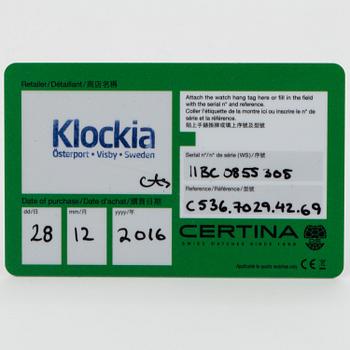 Retailer/Détaillant/商店名稱
Klockia
Österport • Visby • Sweden
Date of purchase/Date d'achat/購買日期
dd/日
mm/月
yyyy/年
28
12
2016
Attach the watch hang tag here or fill in the field
with the serial n° and reference.
Coller l'étiquette de la montre ici ou inscrire le n° de
série et la référence.
貼上手錶掛牌或填上序號及型號
Serial n°/n° de série (WS)/序號
11BC0855305
Reference/Référence/型號
C536.7029.42.69
CERTINA
SWISS WATCHES SINCE 1888
CE